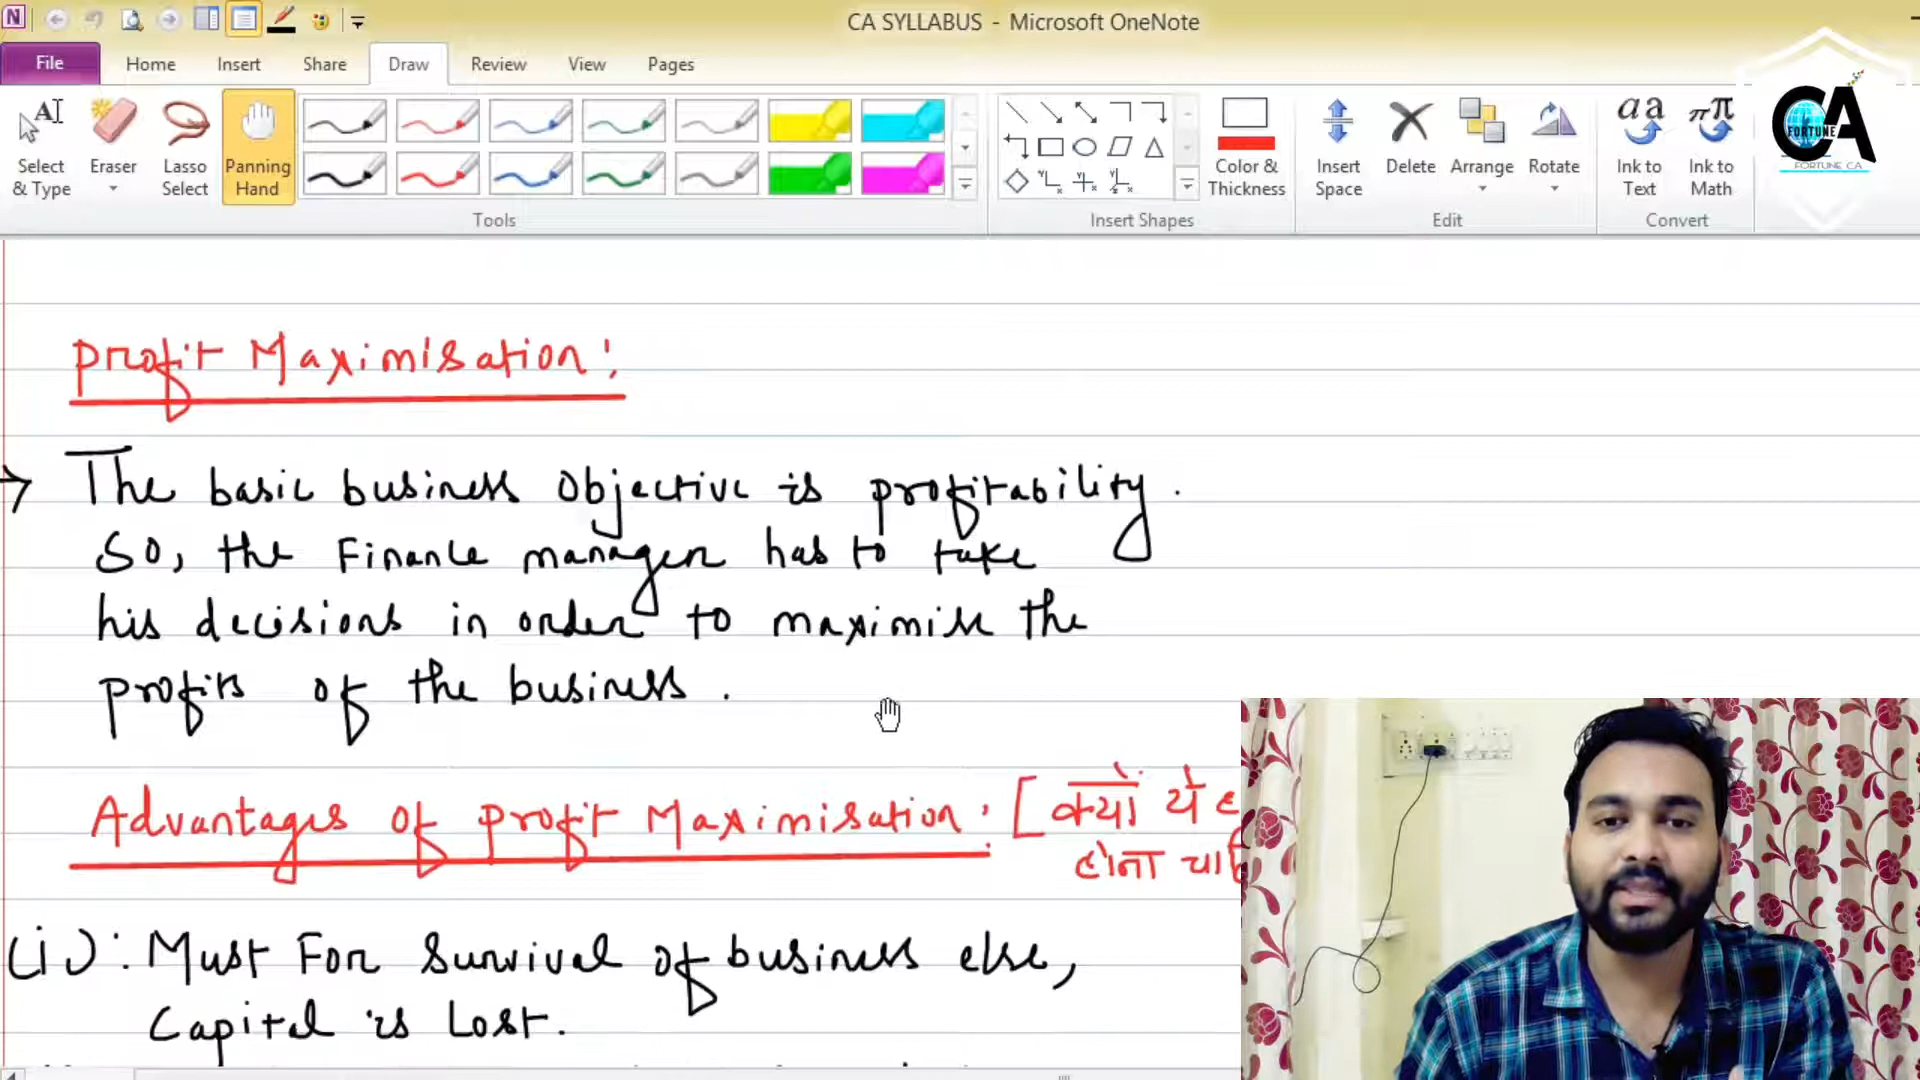 CA SYLLABUS - Microsoft OneNote
File Home Insert Share Draw Review View Pages
Select & Type
Eraser
Lasso Select
Panning Hand
Color & Thickness
Insert Space
Delete
Arrange
Rotate
Ink to Text
Ink to Math
Tools
Insert Shapes
Edit
Convert
CA
FORTUNE
FORTUNE CA
Profit Maximisation:
→ The basic business objective is profitability.
So, the Finance manager has to take
his decisions in order to maximise the
profits of the business.
Advantages of profit Maximisation: [क्यों ये
होना
(i): Must For Survival of business else,
Capital is Lost.